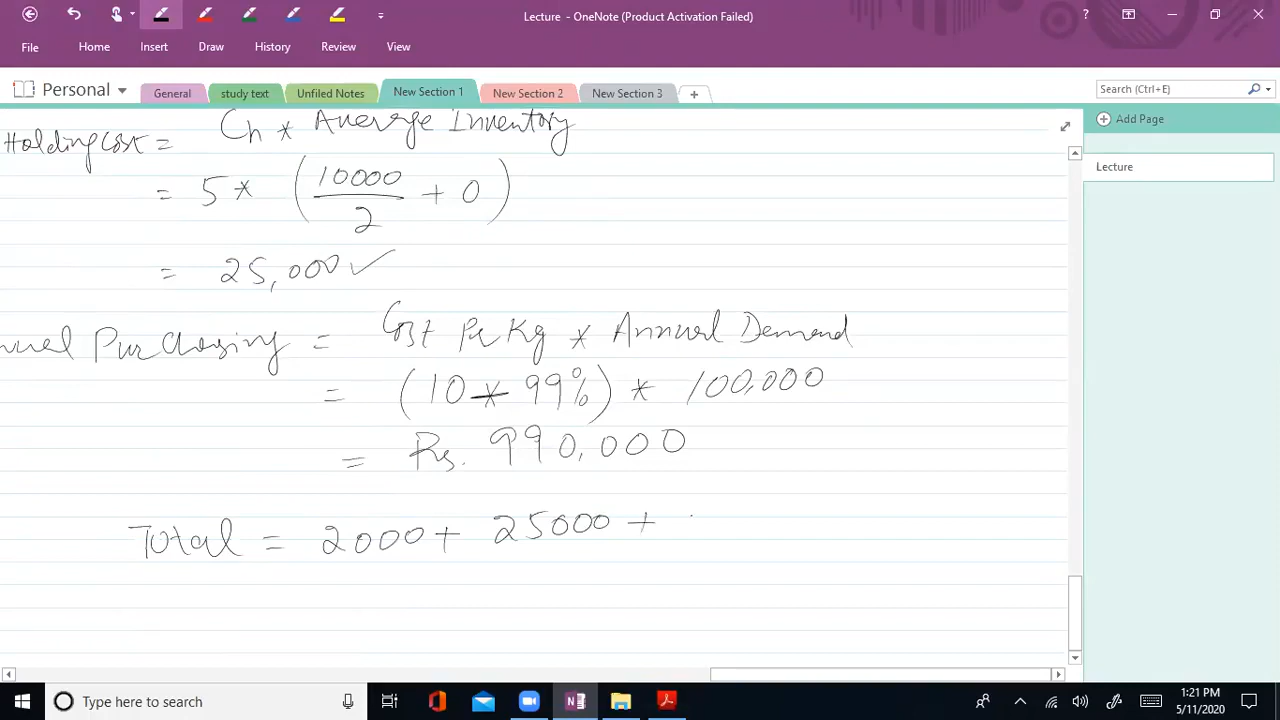 Lecture - OneNote (Product Activation Failed)
File Home Insert Draw History Review View
Personal General study text Unfiled Notes New Section 1 New Section 2 New Section 3 Search (Ctrl+E)
Add Page
Lecture
Holding Cost = Ch * Average Inventory
= 5 * (10000/2 + 0)
= 25,000 ✓
nual Purchasing = Cost Per Kg * Annual Demand
= (10 * 99%) * 100,000
= Rs. 990,000
Total = 2000 + 25000 +
Type here to search
1:21 PM
5/11/2020